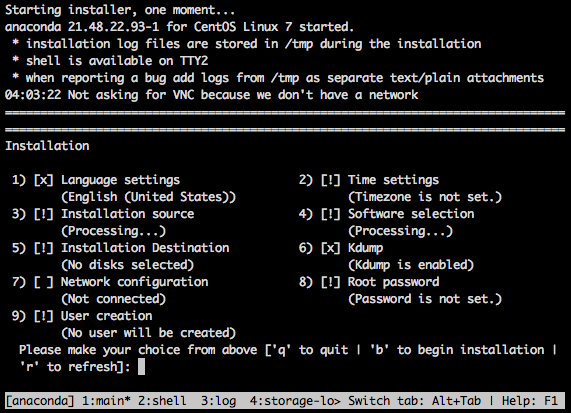 Starting installer, one moment...
anaconda 21.48.22.93-1 for CentOS Linux 7 started.
 * installation log files are stored in /tmp during the installation
 * shell is available on TTY2
 * when reporting a bug add logs from /tmp as separate text/plain attachments
04:03:22 Not asking for VNC because we don't have a network
================================================================================
================================================================================
Installation
 1) [x] Language settings                 2) [!] Time settings
        (English (United States))                (Timezone is not set.)
 3) [!] Installation source               4) [!] Software selection
        (Processing...)                          (Processing...)
 5) [!] Installation Destination          6) [x] Kdump
        (No disks selected)                      (Kdump is enabled)
 7) [ ] Network configuration             8) [!] Root password
        (Not connected)                          (Password is not set.)
 9) [!] User creation
        (No user will be created)
  Please make your choice from above ['q' to quit | 'b' to begin installation |
  'r' to refresh]:
[anaconda] 1:main* 2:shell  3:log  4:storage-lo> Switch tab: Alt+Tab | Help: F1